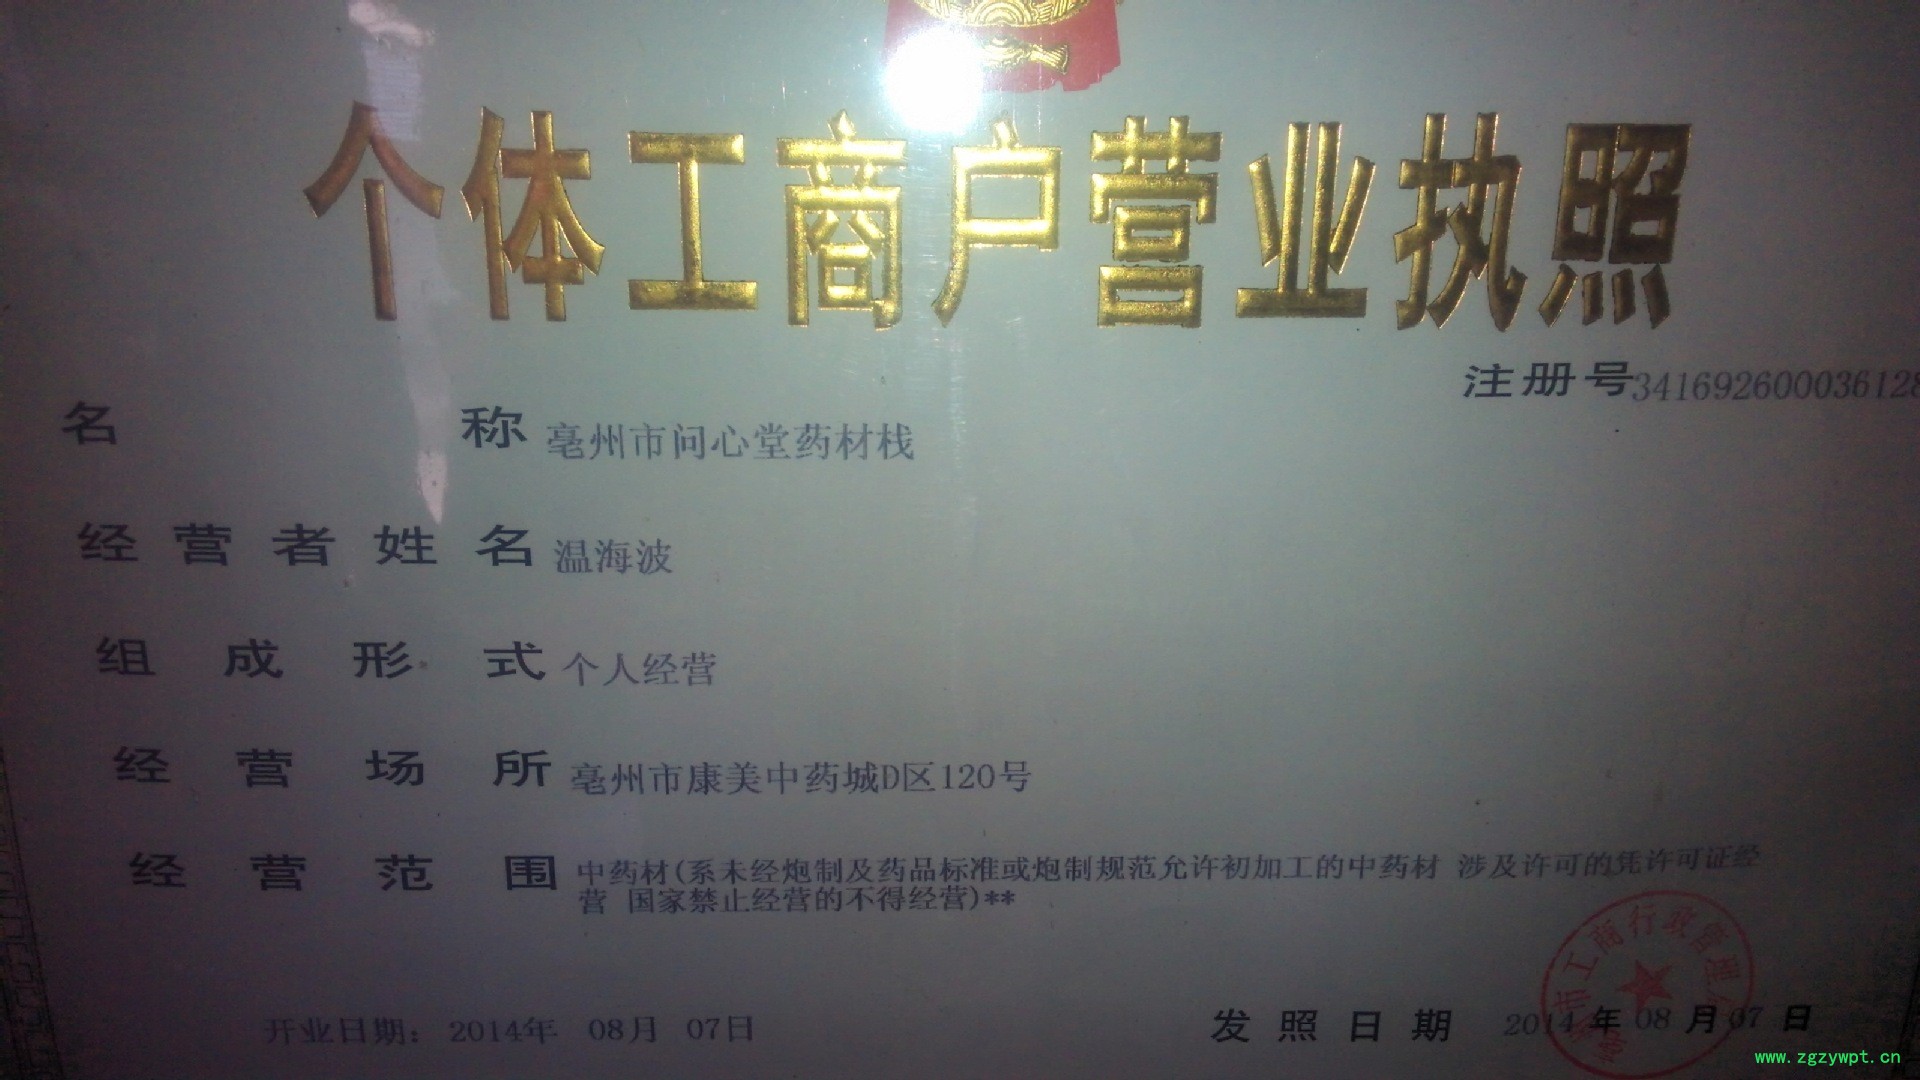 个体工商户营业执照
注册号341692600036128
名称 亳州市问心堂药材栈
经营者姓名 温海波
组成形式 个人经营
经营场所 亳州市康美中药城D区120号
经营范围 中药材(系未经炮制及药品标准或炮制规范允许初加工的中药材 涉及许可的凭许可证经
营 国家禁止经营的不得经营)**
市工商行政管理
开业日期: 2014年 08月 07日
发照日期 2014年08月07日
www.zgzywpt.cn